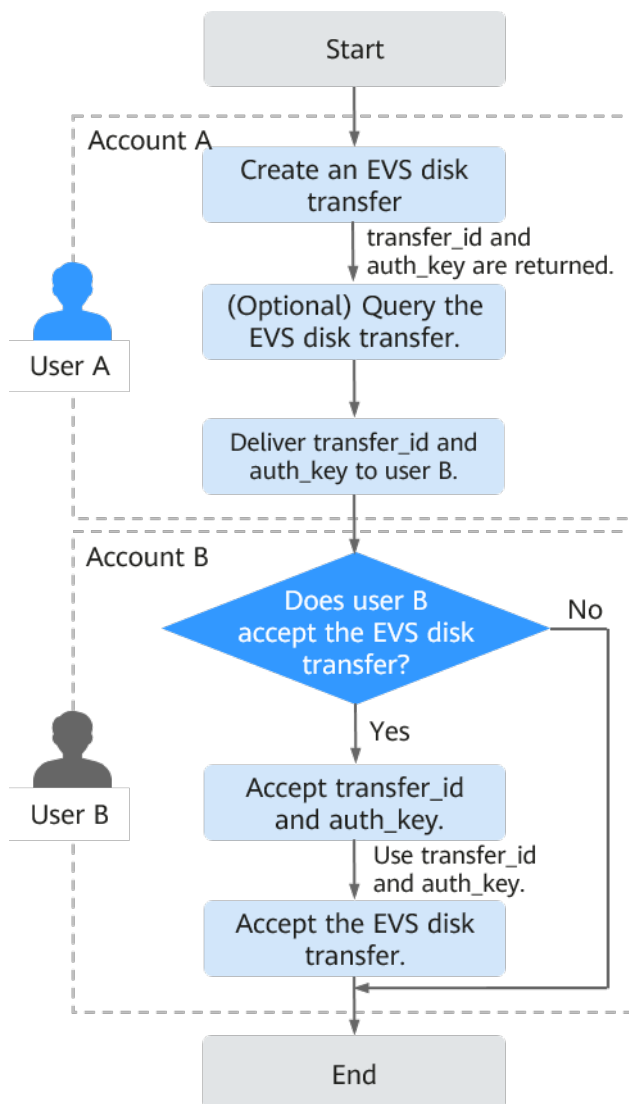 Start
Account A
Create an EVS disk
transfer
transfer_id and
auth_key are returned.
(Optional) Query the
EVS disk transfer.
User A
Deliver transfer_id and
auth_key to user B.
Account B
Does user B
accept the EVS disk
transfer?
No
Yes
Accept transfer_id
and auth_key.
User B
Use transfer_id
and auth_key.
Accept the EVS disk
transfer.
End